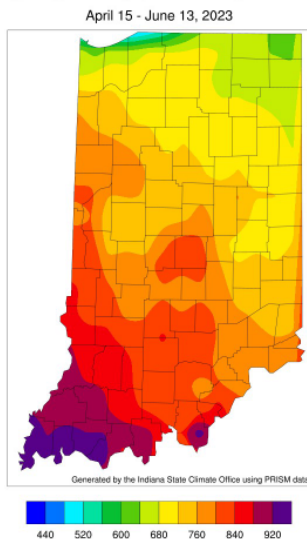 April 15 - June 13, 2023
Generated by the Indiana State Climate Office using PRISM data
440 520 600 680 760 840 920